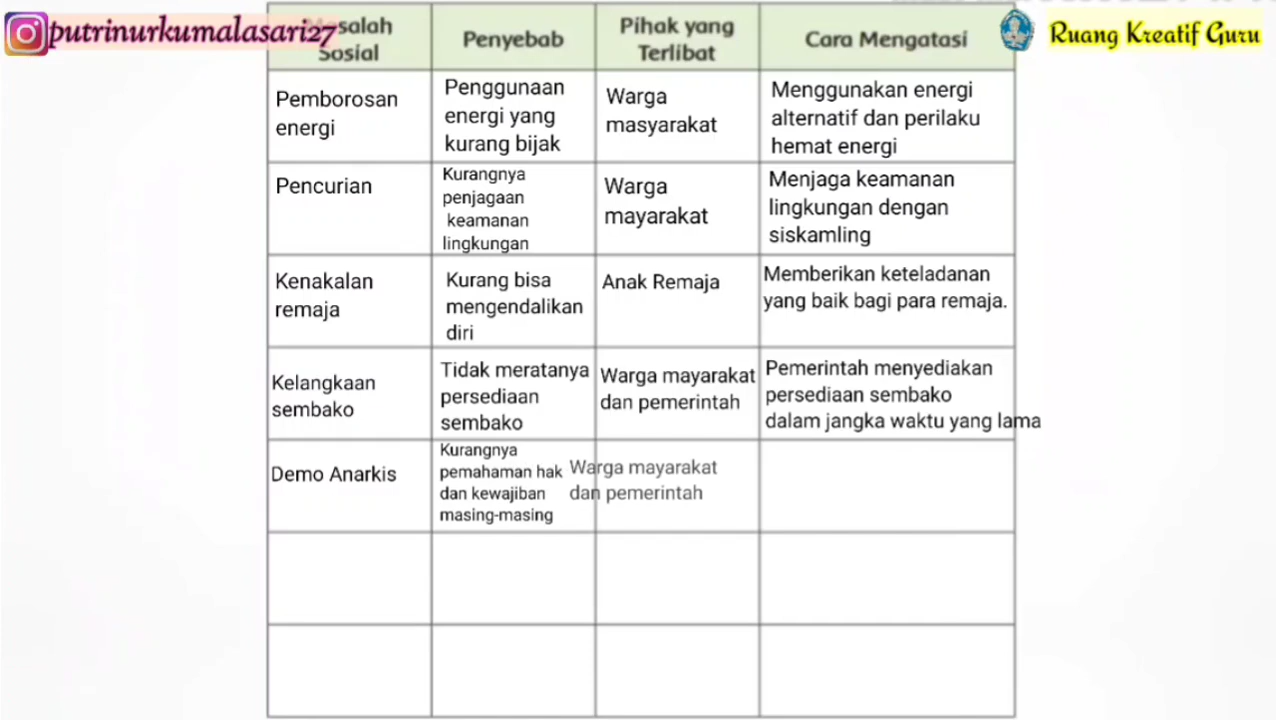 putrinurkumalasari27
Ruang Kreatif Guru
Masalah Sosial
Penyebab
Pihak yang
Terlibat
Cara Mengatasi
Pemborosan
energi
Penggunaan
energi yang
kurang bijak
Warga
masyarakat
Menggunakan energi
alternatif dan perilaku
hemat energi
Pencurian
Kurangnya
penjagaan
keamanan
lingkungan
Warga
mayarakat
Menjaga keamanan
lingkungan dengan
siskamling
Kenakalan
remaja
Kurang bisa
mengendalikan
diri
Anak Remaja
Memberikan keteladanan
yang baik bagi para remaja.
Kelangkaan
sembako
Tidak meratanya
persediaan
sembako
Warga mayarakat
dan pemerintah
Pemerintah menyediakan
persediaan sembako
dalam jangka waktu yang lama
Demo Anarkis
Kurangnya
pemahaman hak
dan kewajiban
masing-masing
Warga mayarakat
dan pemerintah